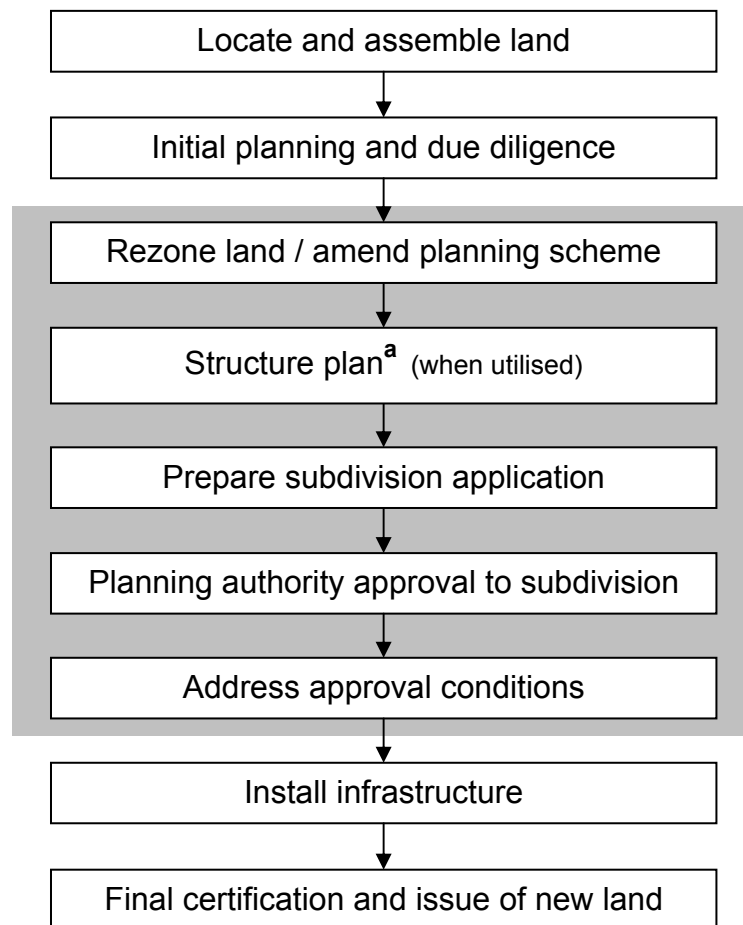 Locate and assemble land
Initial planning and due diligence
Rezone land / amend planning scheme
Structure planᵃ (when utilised)
Prepare subdivision application
Planning authority approval to subdivision
Address approval conditions
Install infrastructure
Final certification and issue of new land